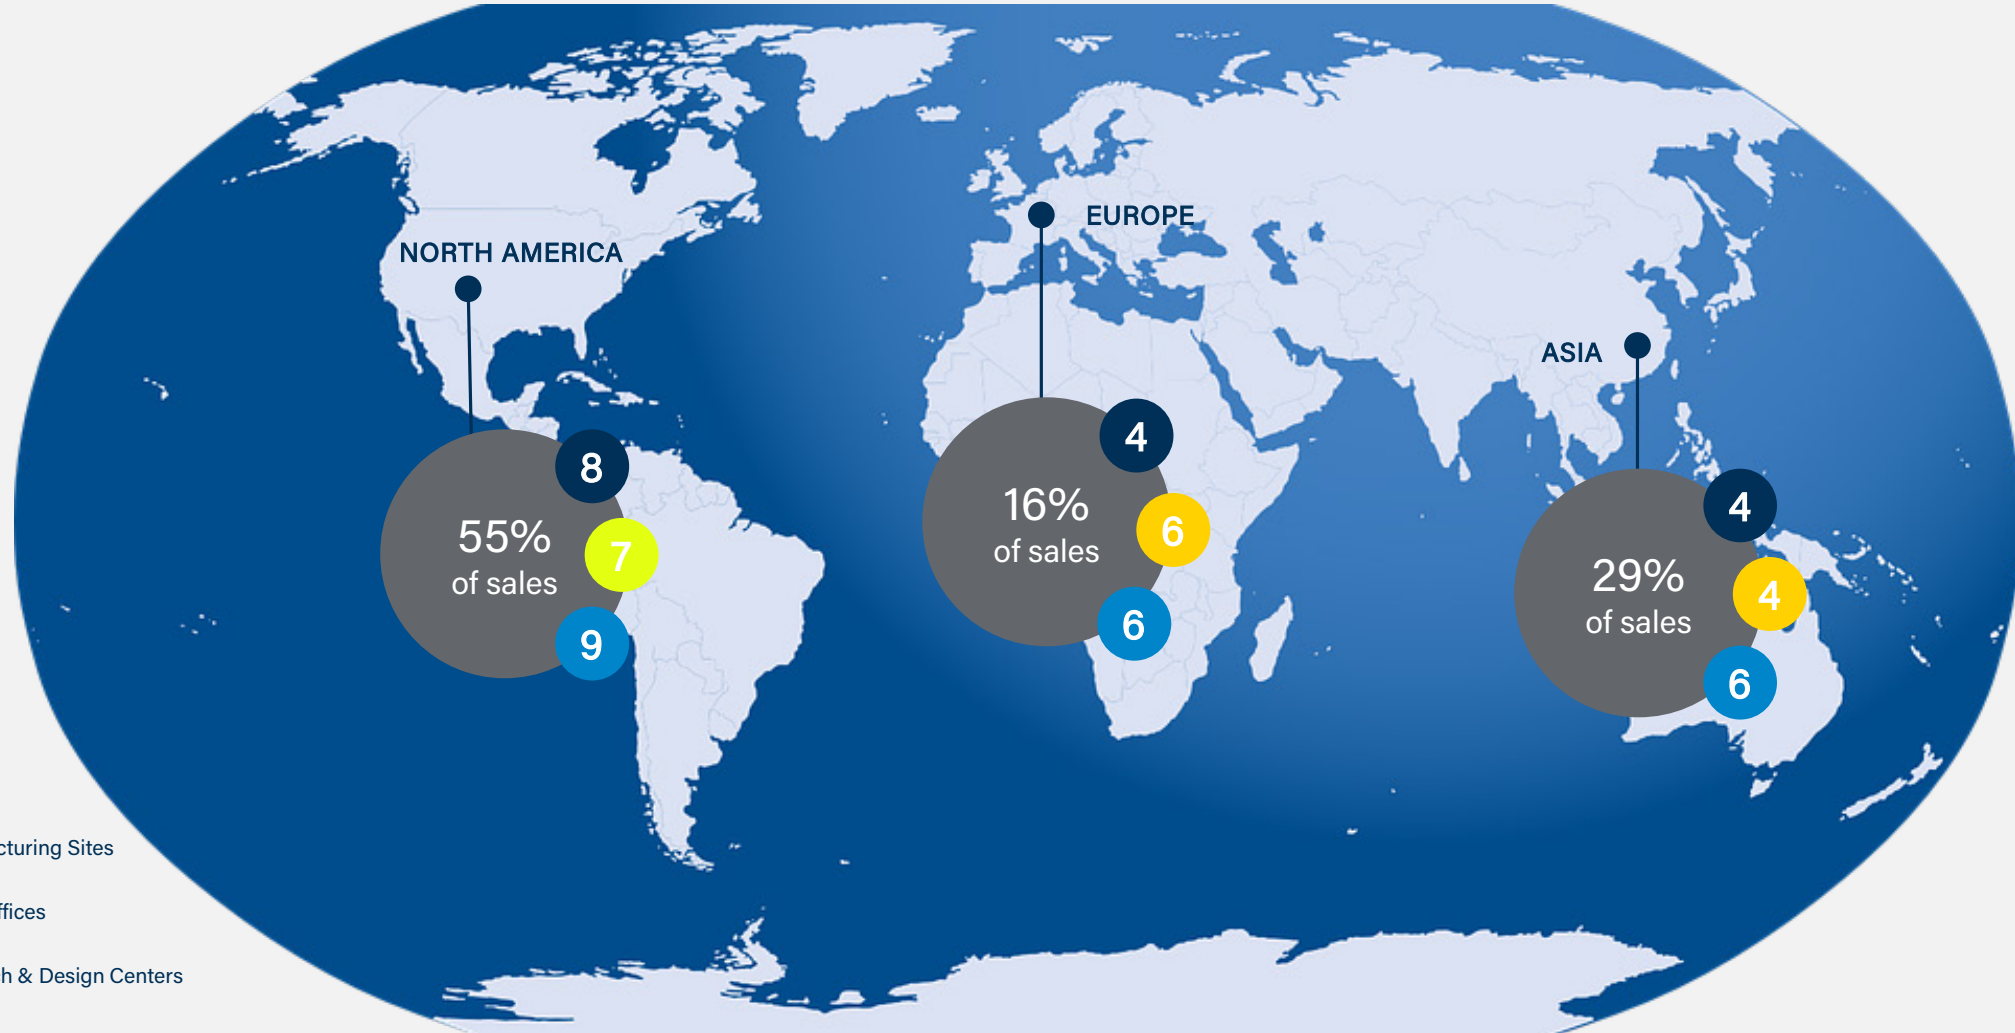 NORTH AMERICA
55%
of sales
8
7
9
EUROPE
16%
of sales
4
6
6
ASIA
29%
of sales
4
4
6
cturing Sites
ffices
h & Design Centers